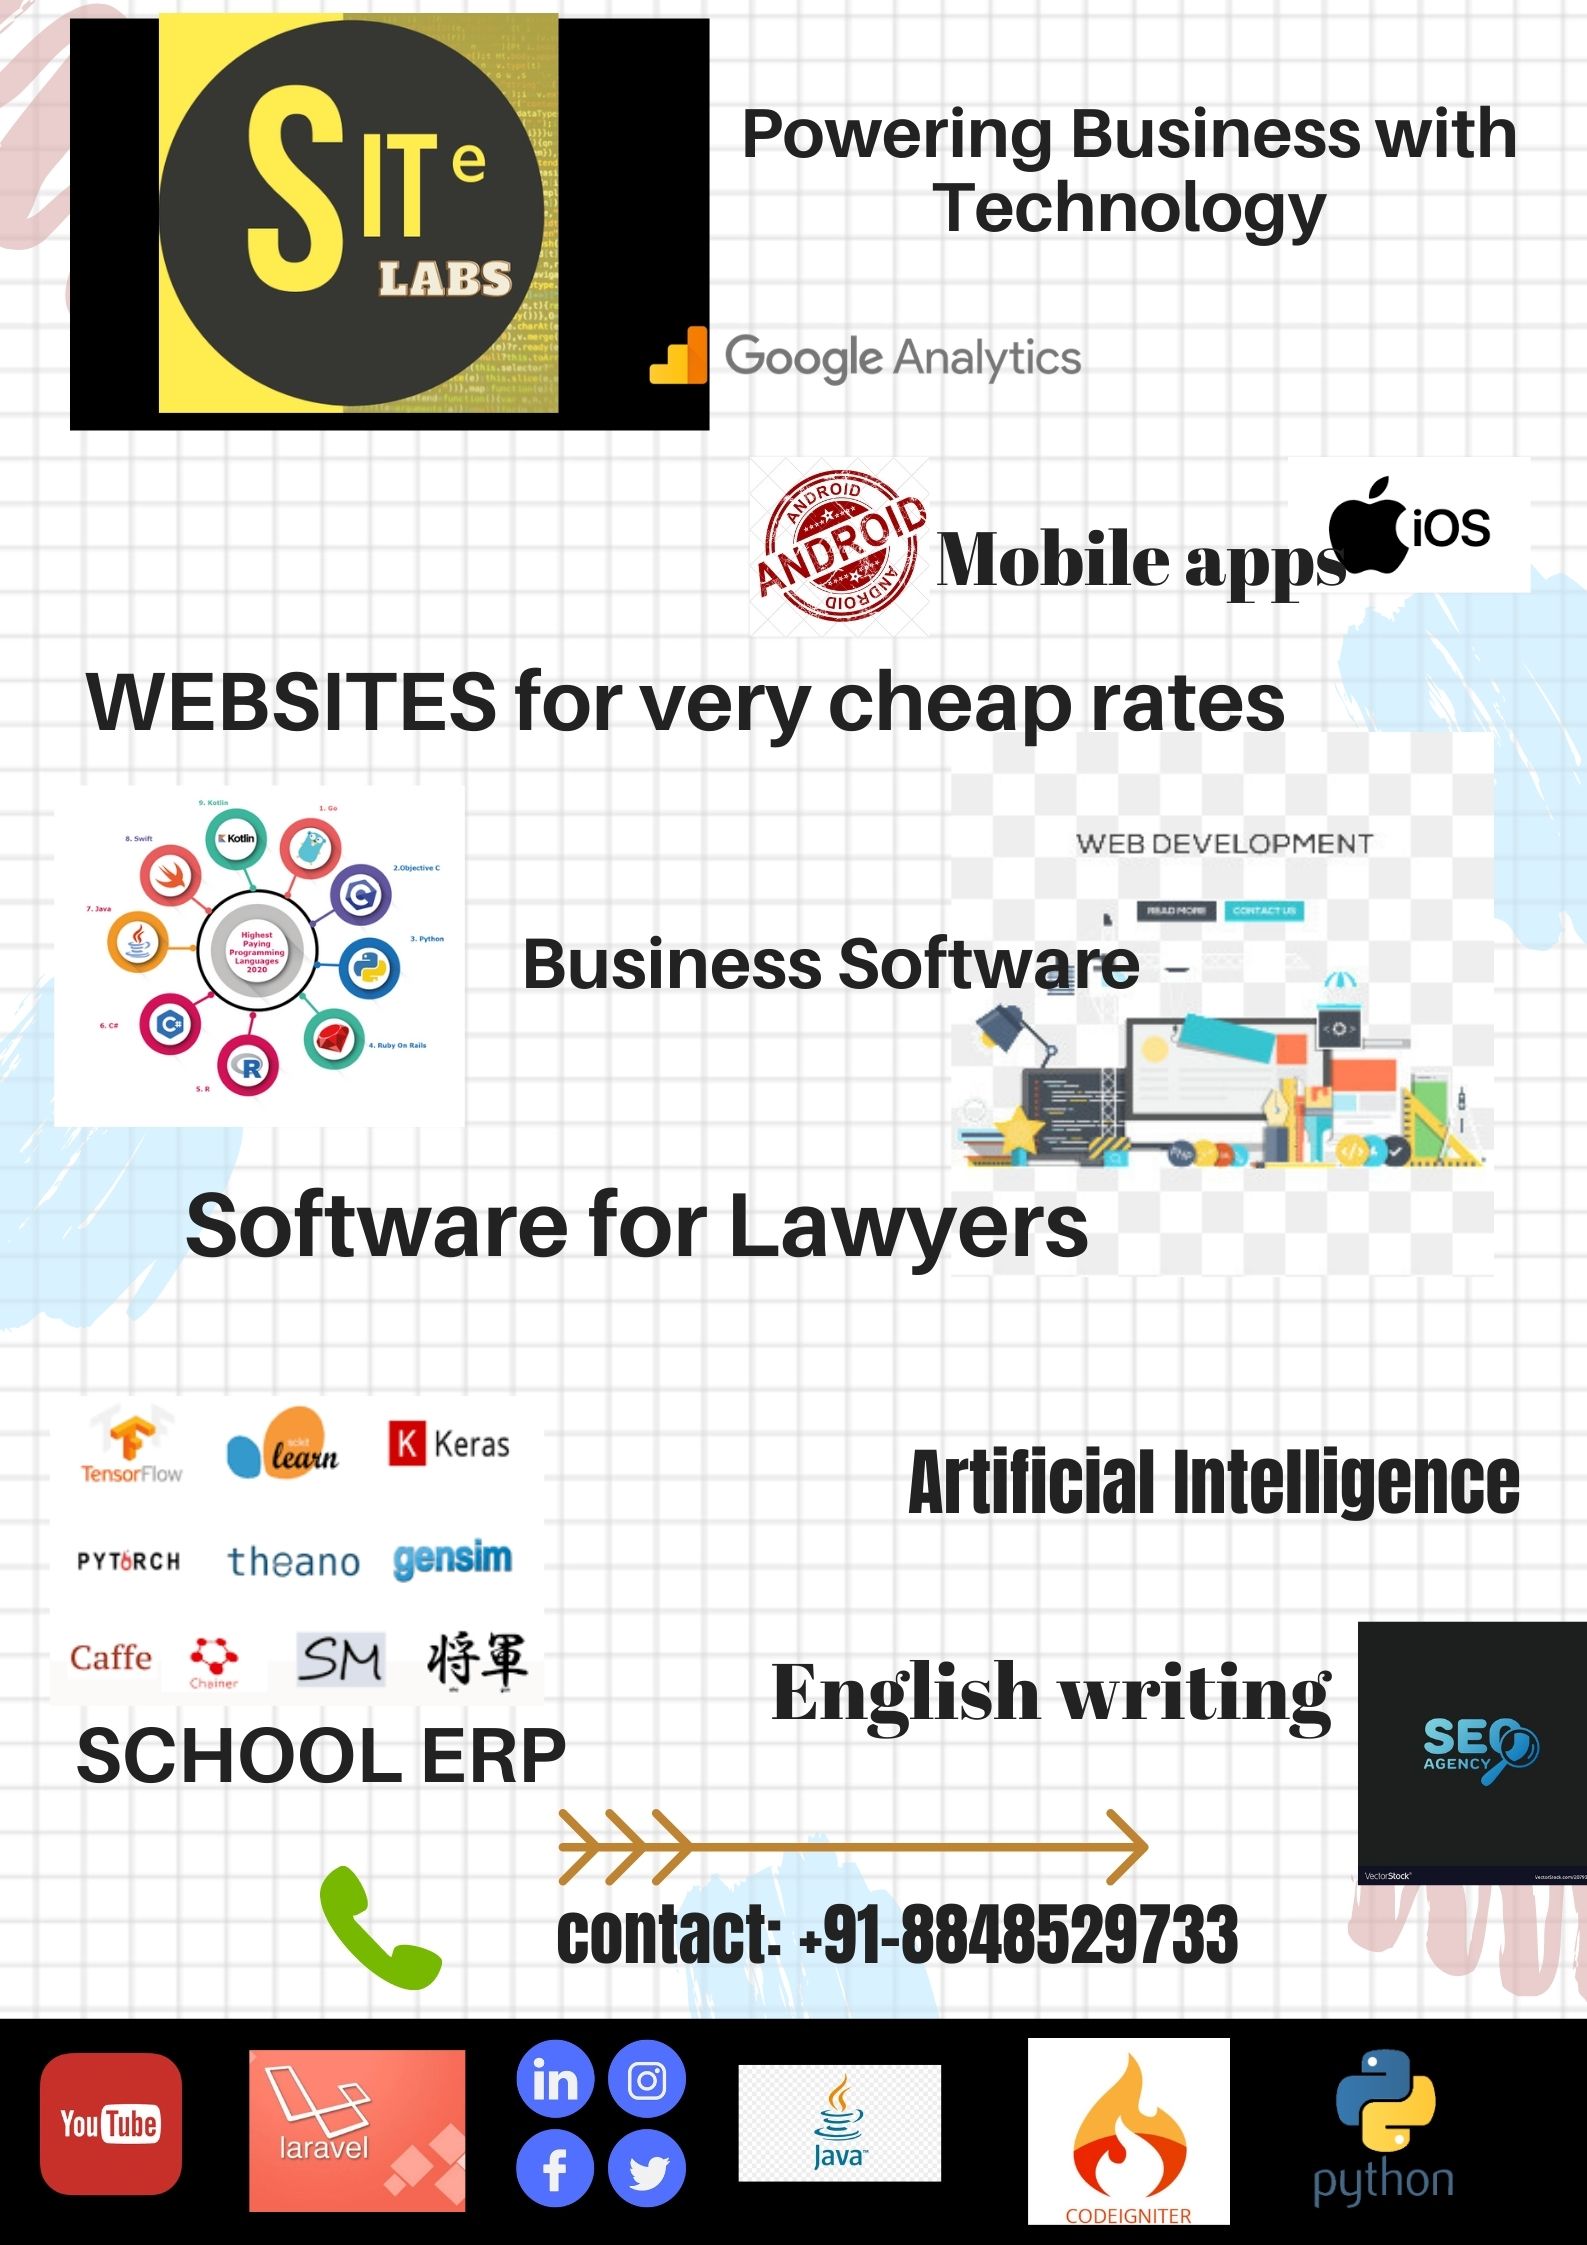 S IT e
LABS
Powering Business with
Technology
Google Analytics
ANDROID
ANDROID
ANDROID
Mobile apps
iOS
WEBSITES for very cheap rates
9. Kotlin
1. Go
8. Swift
Kotlin
2.Objective C
7. Java
Highest
Paying
Programming
Languages
2020
3. Python
6. C#
4. Ruby On Rails
R
5. R
WEB DEVELOPMENT
READ MORE
CONTACT US
Business Software
Software for Lawyers
TensorFlow
scikit
learn
K Keras
PYTORCH
theano
gensim
Caffe
Chainer
SM
将軍
Artificial Intelligence
English writing
SEO
AGENCY
VectorStock
SCHOOL ERP
contact: +91-8848529733
YouTube
laravel
in
f
Java
CODEIGNITER
python